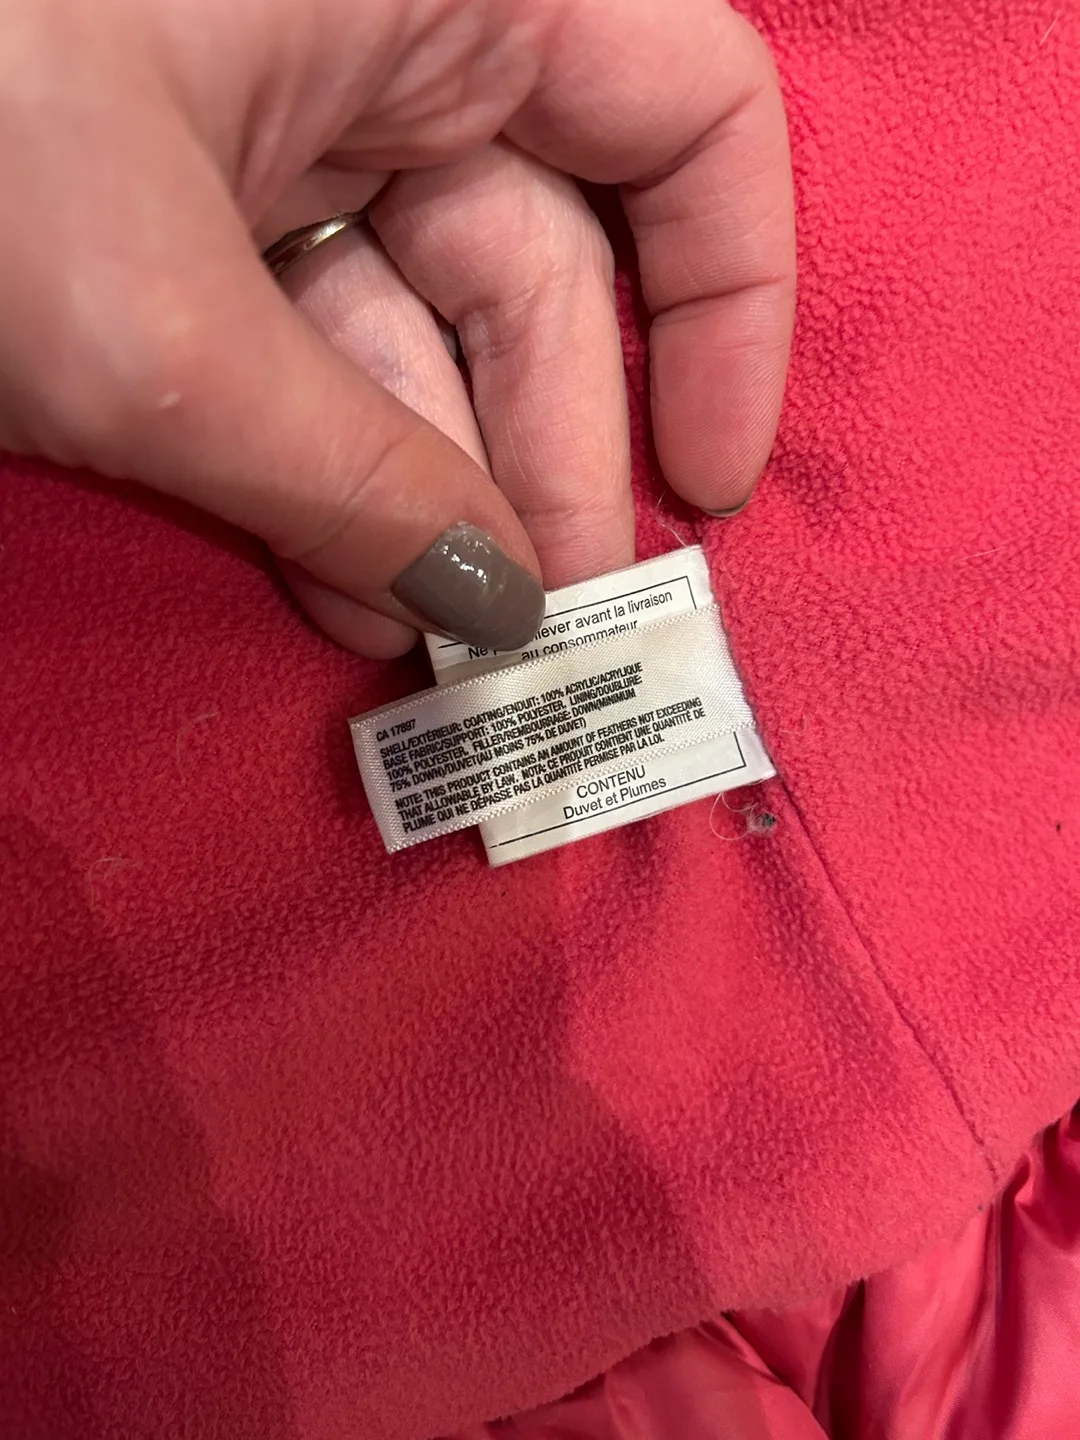 Ne lever avant la livraison
au consommateur
CA 17897
SHELL/EXTÉRIEUR: COATING/ENDUIT: 100% ACRYLIC/ACRYLIQUE
BASE FABRIC/SUPPORT: 100% POLYESTER. LINING/DOUBLURE:
100% POLYESTER. FILLER/REMBOURRAGE: DOWN(MINIMUM
75% DOWN)/DUVET(AU MOINS 75% DE DUVET)
NOTE: THIS PRODUCT CONTAINS AN AMOUNT OF FEATHERS NOT EXCEEDING
THAT ALLOWABLE BY LAW. NOTA: CE PRODUIT CONTIENT UNE QUANTITÉ DE
PLUME QUI NE DÉPASSE PAS LA QUANTITÉ PERMISE PAR LA LOI.
CONTENU
Duvet et Plumes